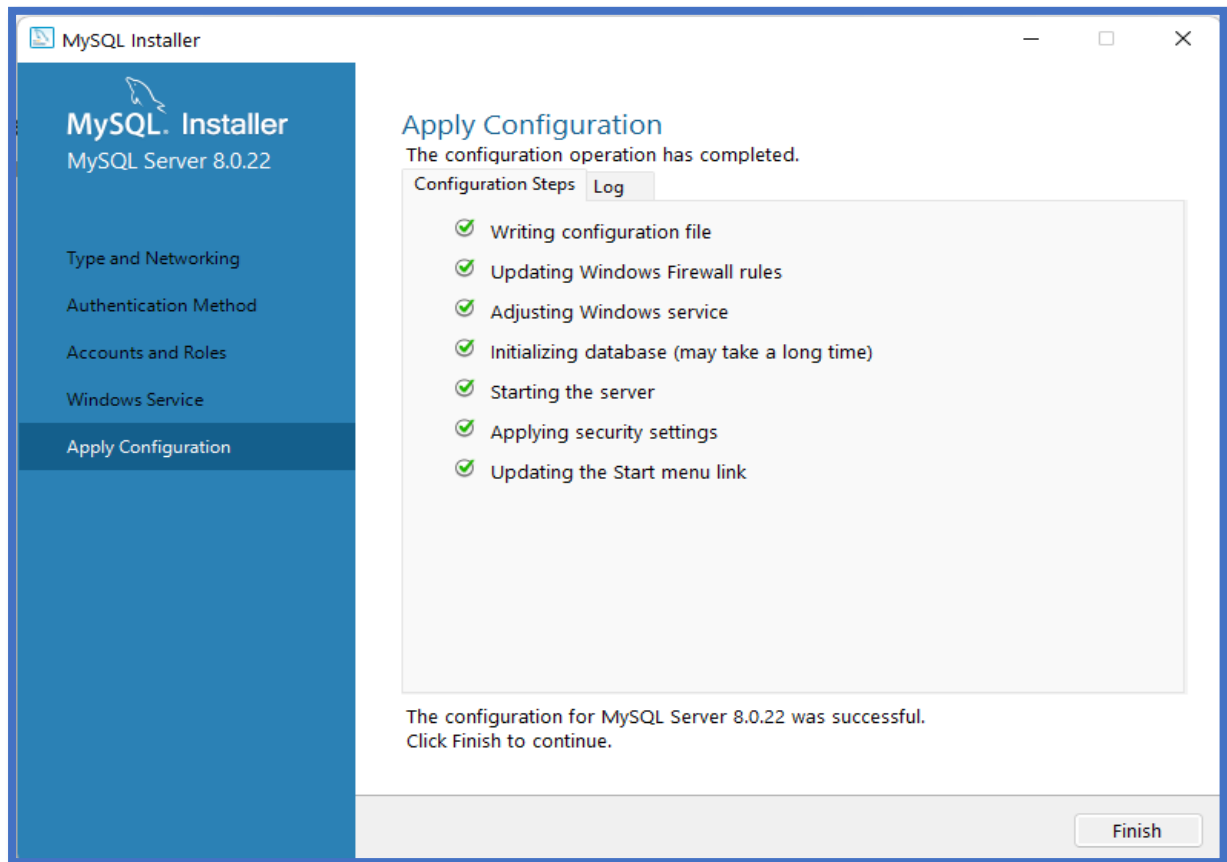 MySQL Installer
MySQL. Installer
MySQL Server 8.0.22
Type and Networking
Authentication Method
Accounts and Roles
Windows Service
Apply Configuration
Apply Configuration
The configuration operation has completed.
Configuration Steps Log
Writing configuration file
Updating Windows Firewall rules
Adjusting Windows service
Initializing database (may take a long time)
Starting the server
Applying security settings
Updating the Start menu link
The configuration for MySQL Server 8.0.22 was successful.
Click Finish to continue.
Finish